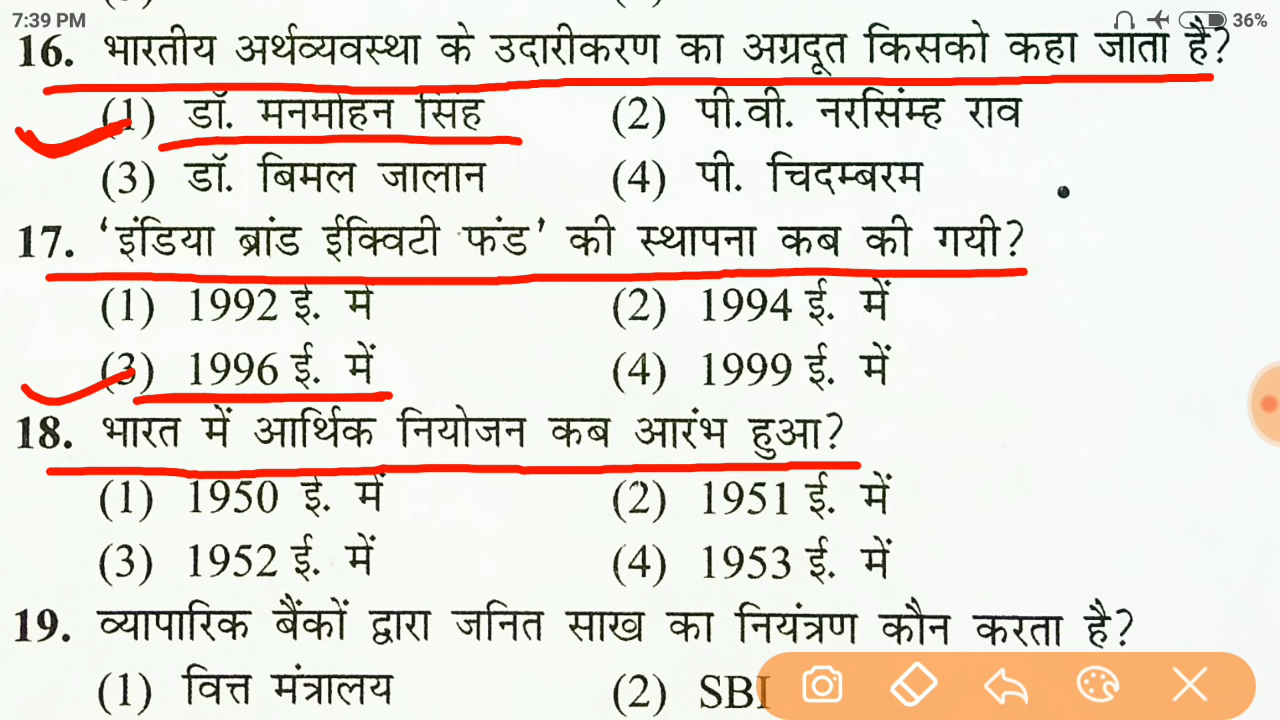 7:39 PM 36%
16. भारतीय अर्थव्यवस्था के उदारीकरण का अग्रदूत किसको कहा जाता है?
(1) डॉ. मनमोहन सिंह (2) पी.वी. नरसिंम्ह राव
(3) डॉ. बिमल जालान (4) पी. चिदम्बरम
17. ‘इंडिया ब्रांड ईक्विटी फंड’ की स्थापना कब की गयी?
(1) 1992 ई. में (2) 1994 ई. में
(3) 1996 ई. में (4) 1999 ई. में
18. भारत में आर्थिक नियोजन कब आरंभ हुआ?
(1) 1950 ई. में (2) 1951 ई. में
(3) 1952 ई. में (4) 1953 ई. में
19. व्यापारिक बैंकों द्वारा जनित साख का नियंत्रण कौन करता है?
(1) वित्त मंत्रालय (2) SBI